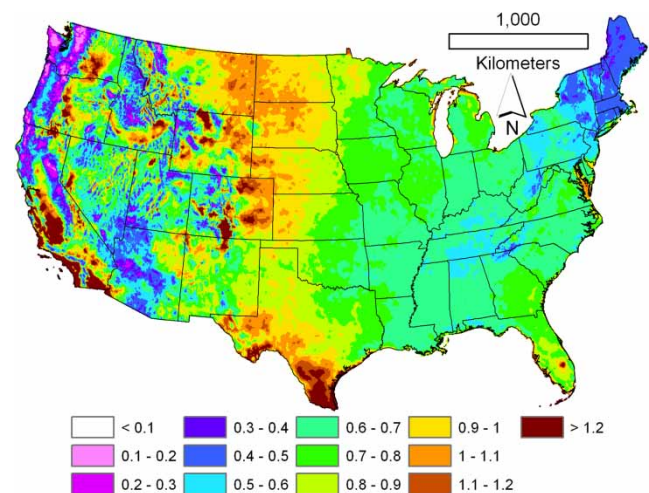 1,000
Kilometers
N
< 0.1 0.3 - 0.4 0.6 - 0.7 0.9 - 1 > 1.2
0.1 - 0.2 0.4 - 0.5 0.7 - 0.8 1 - 1.1
0.2 - 0.3 0.5 - 0.6 0.8 - 0.9 1.1 - 1.2